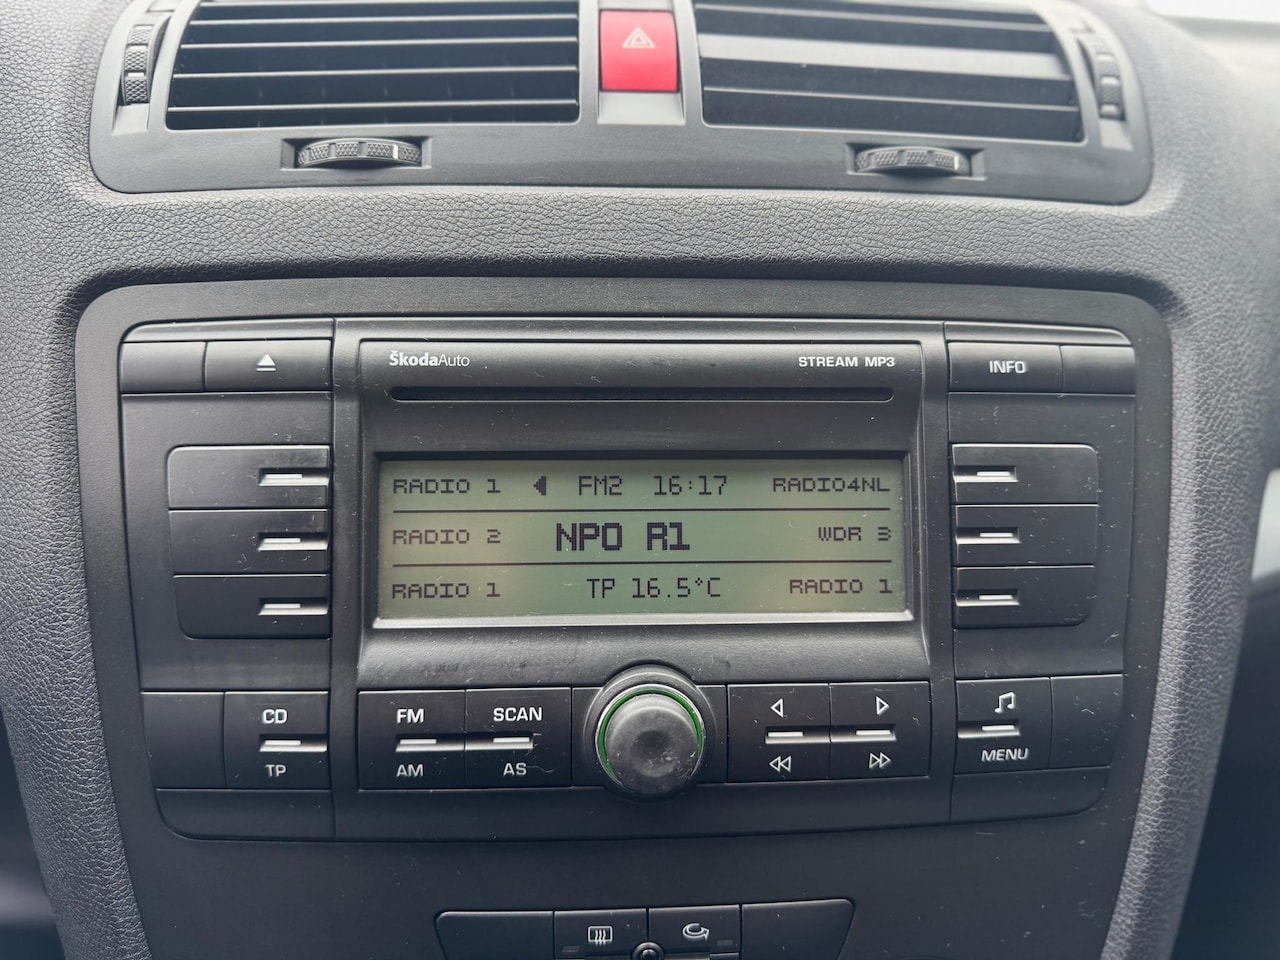 ŠkodaAuto
STREAM MP3
INFO
RADIO 1 FM2 16:17 RADIO4NL
RADIO 2 NPO R1 WDR 3
RADIO 1 TP 16.5°C RADIO 1
CD
TP
FM
AM
SCAN
AS
MENU